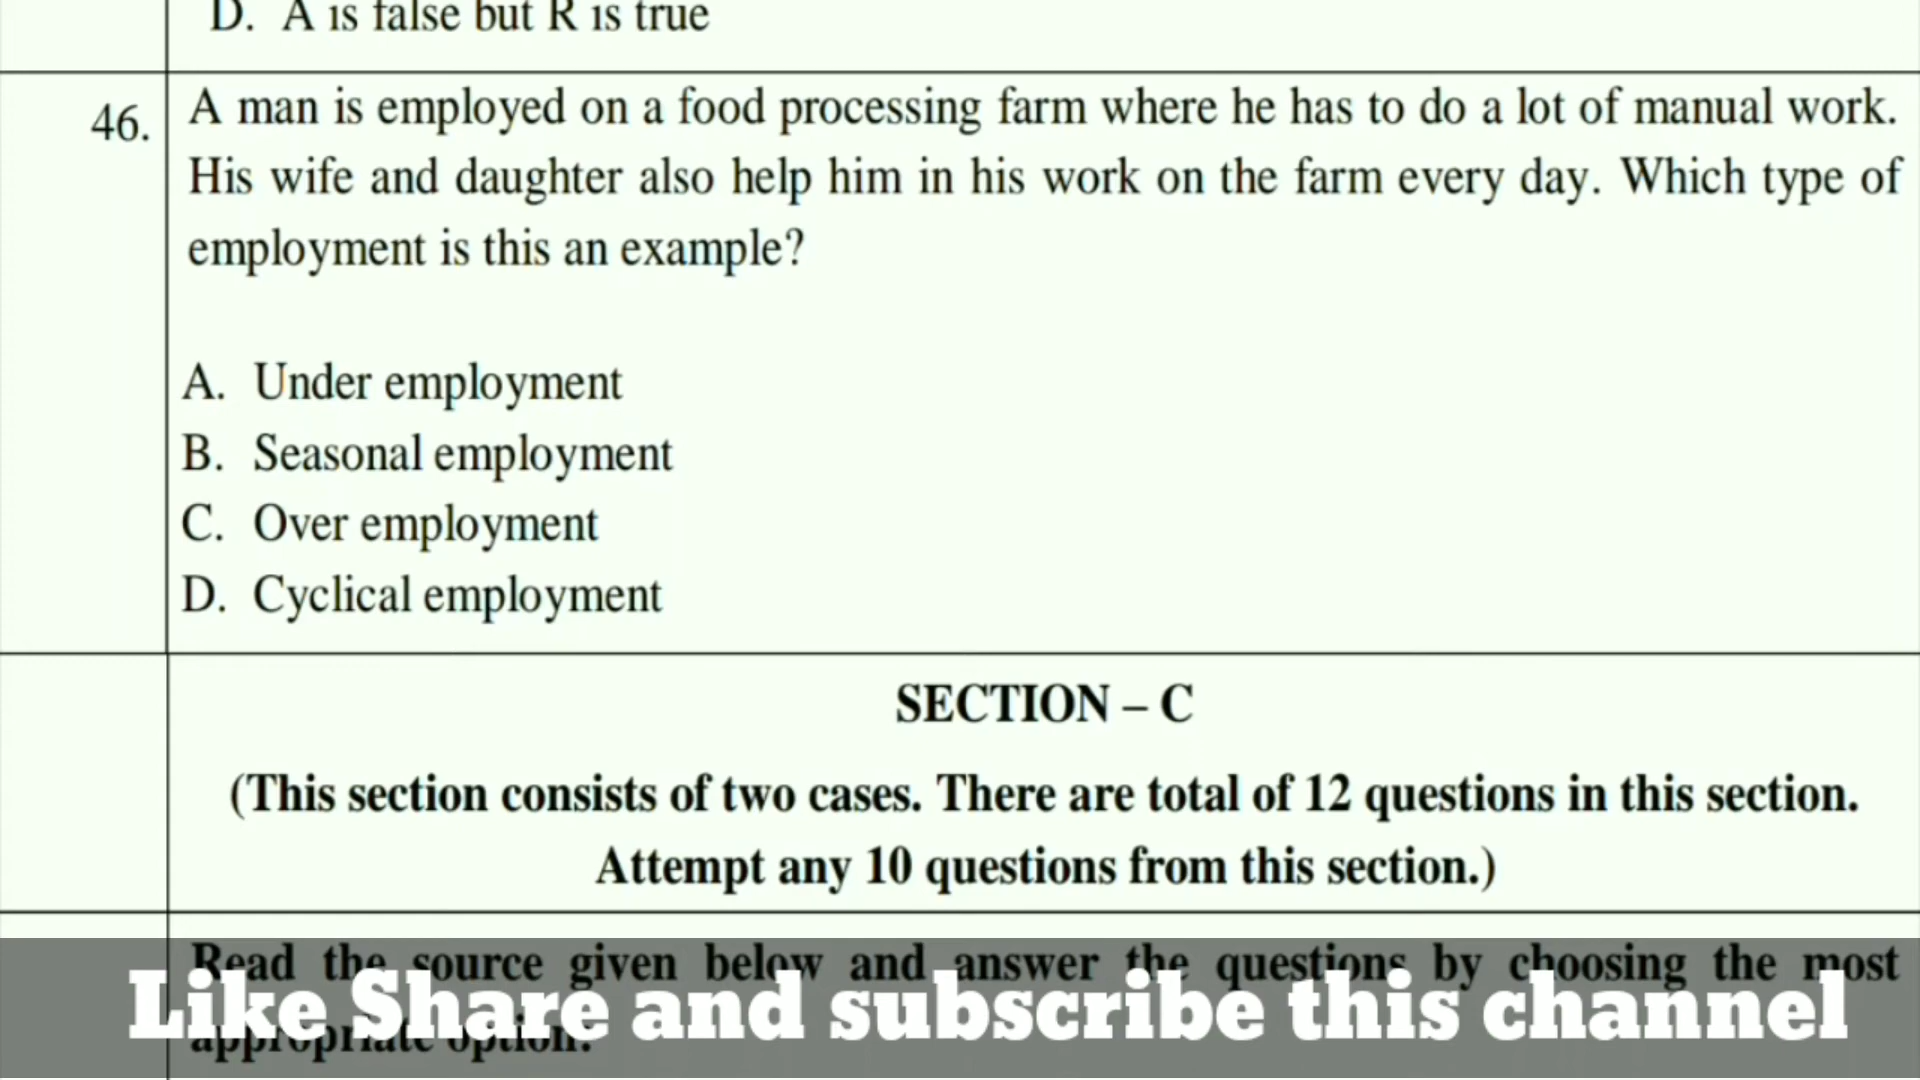 D. A is false but R is true
46. A man is employed on a food processing farm where he has to do a lot of manual work.
His wife and daughter also help him in his work on the farm every day. Which type of
employment is this an example?
A. Under employment
B. Seasonal employment
C. Over employment
D. Cyclical employment
SECTION – C
(This section consists of two cases. There are total of 12 questions in this section.
Attempt any 10 questions from this section.)
Read the source given below and answer the questions by choosing the most
appropriate option.
Like Share and subscribe this channel